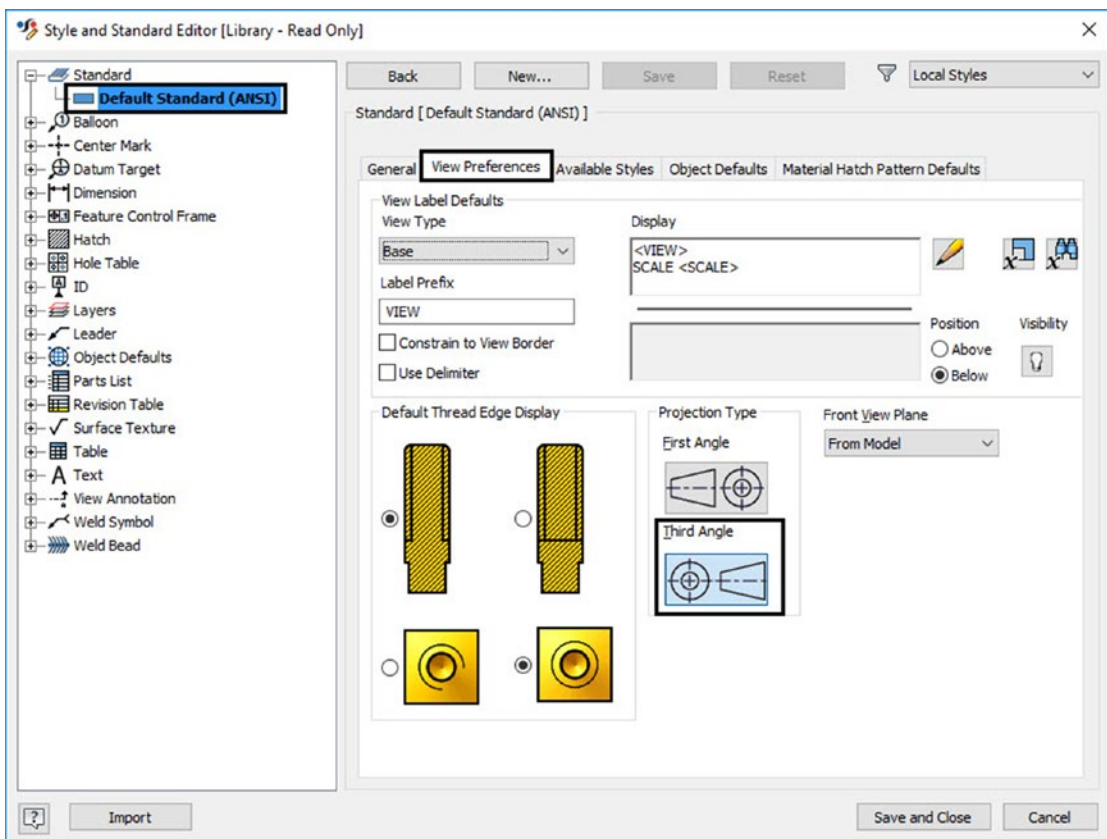 Style and Standard Editor [Library - Read Only]
Standard
Default Standard (ANSI)
Balloon
Center Mark
Datum Target
Dimension
Feature Control Frame
Hatch
Hole Table
ID
Layers
Leader
Object Defaults
Parts List
Revision Table
Surface Texture
Table
Text
View Annotation
Weld Symbol
Weld Bead
Back New... Save Reset Local Styles
Standard [ Default Standard (ANSI) ]
General View Preferences Available Styles Object Defaults Material Hatch Pattern Defaults
View Label Defaults
View Type Display
Base <VIEW>
SCALE <SCALE>
Label Prefix
VIEW
Constrain to View Border
Use Delimiter
Position Visibility
Above
Below
Default Thread Edge Display Projection Type Front View Plane
First Angle From Model
Third Angle
Import Save and Close Cancel